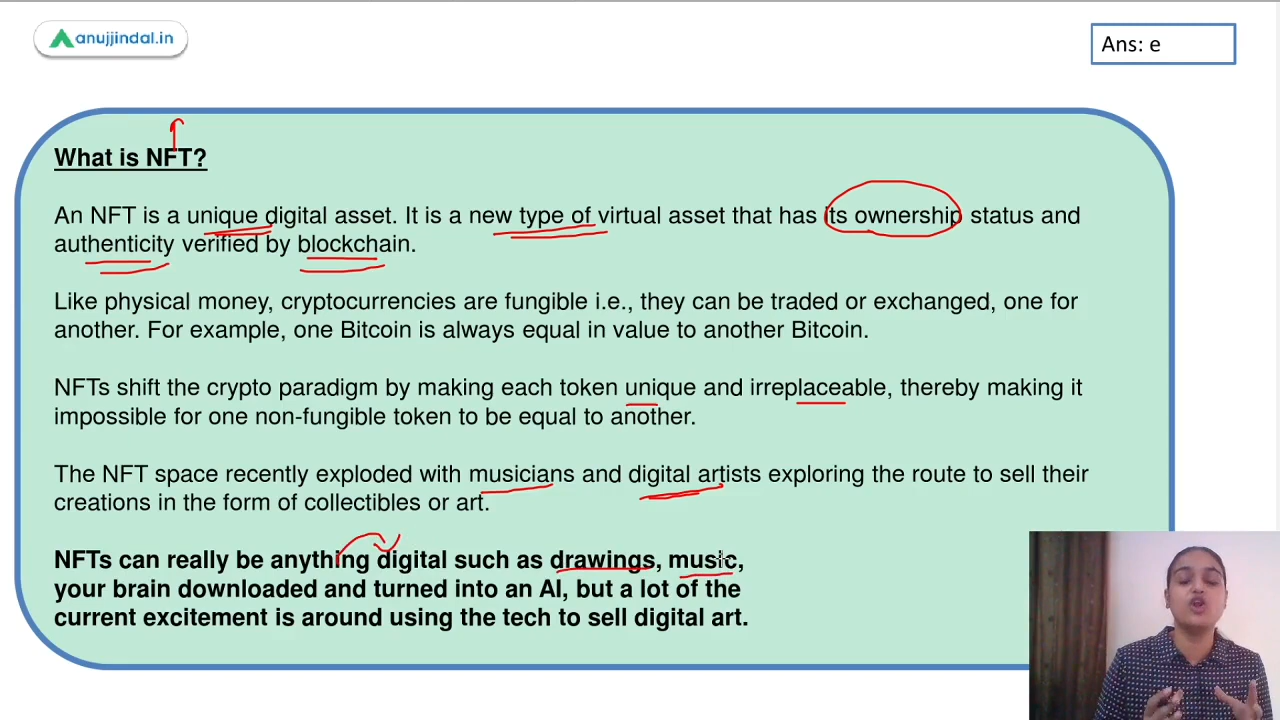 anujjindal.in
Ans: e
What is NFT?
An NFT is a unique digital asset. It is a new type of virtual asset that has its ownership status and
authenticity verified by blockchain.
Like physical money, cryptocurrencies are fungible i.e., they can be traded or exchanged, one for
another. For example, one Bitcoin is always equal in value to another Bitcoin.
NFTs shift the crypto paradigm by making each token unique and irreplaceable, thereby making it
impossible for one non-fungible token to be equal to another.
The NFT space recently exploded with musicians and digital artists exploring the route to sell their
creations in the form of collectibles or art.
NFTs can really be anything digital such as drawings, music,
your brain downloaded and turned into an AI, but a lot of the
current excitement is around using the tech to sell digital art.